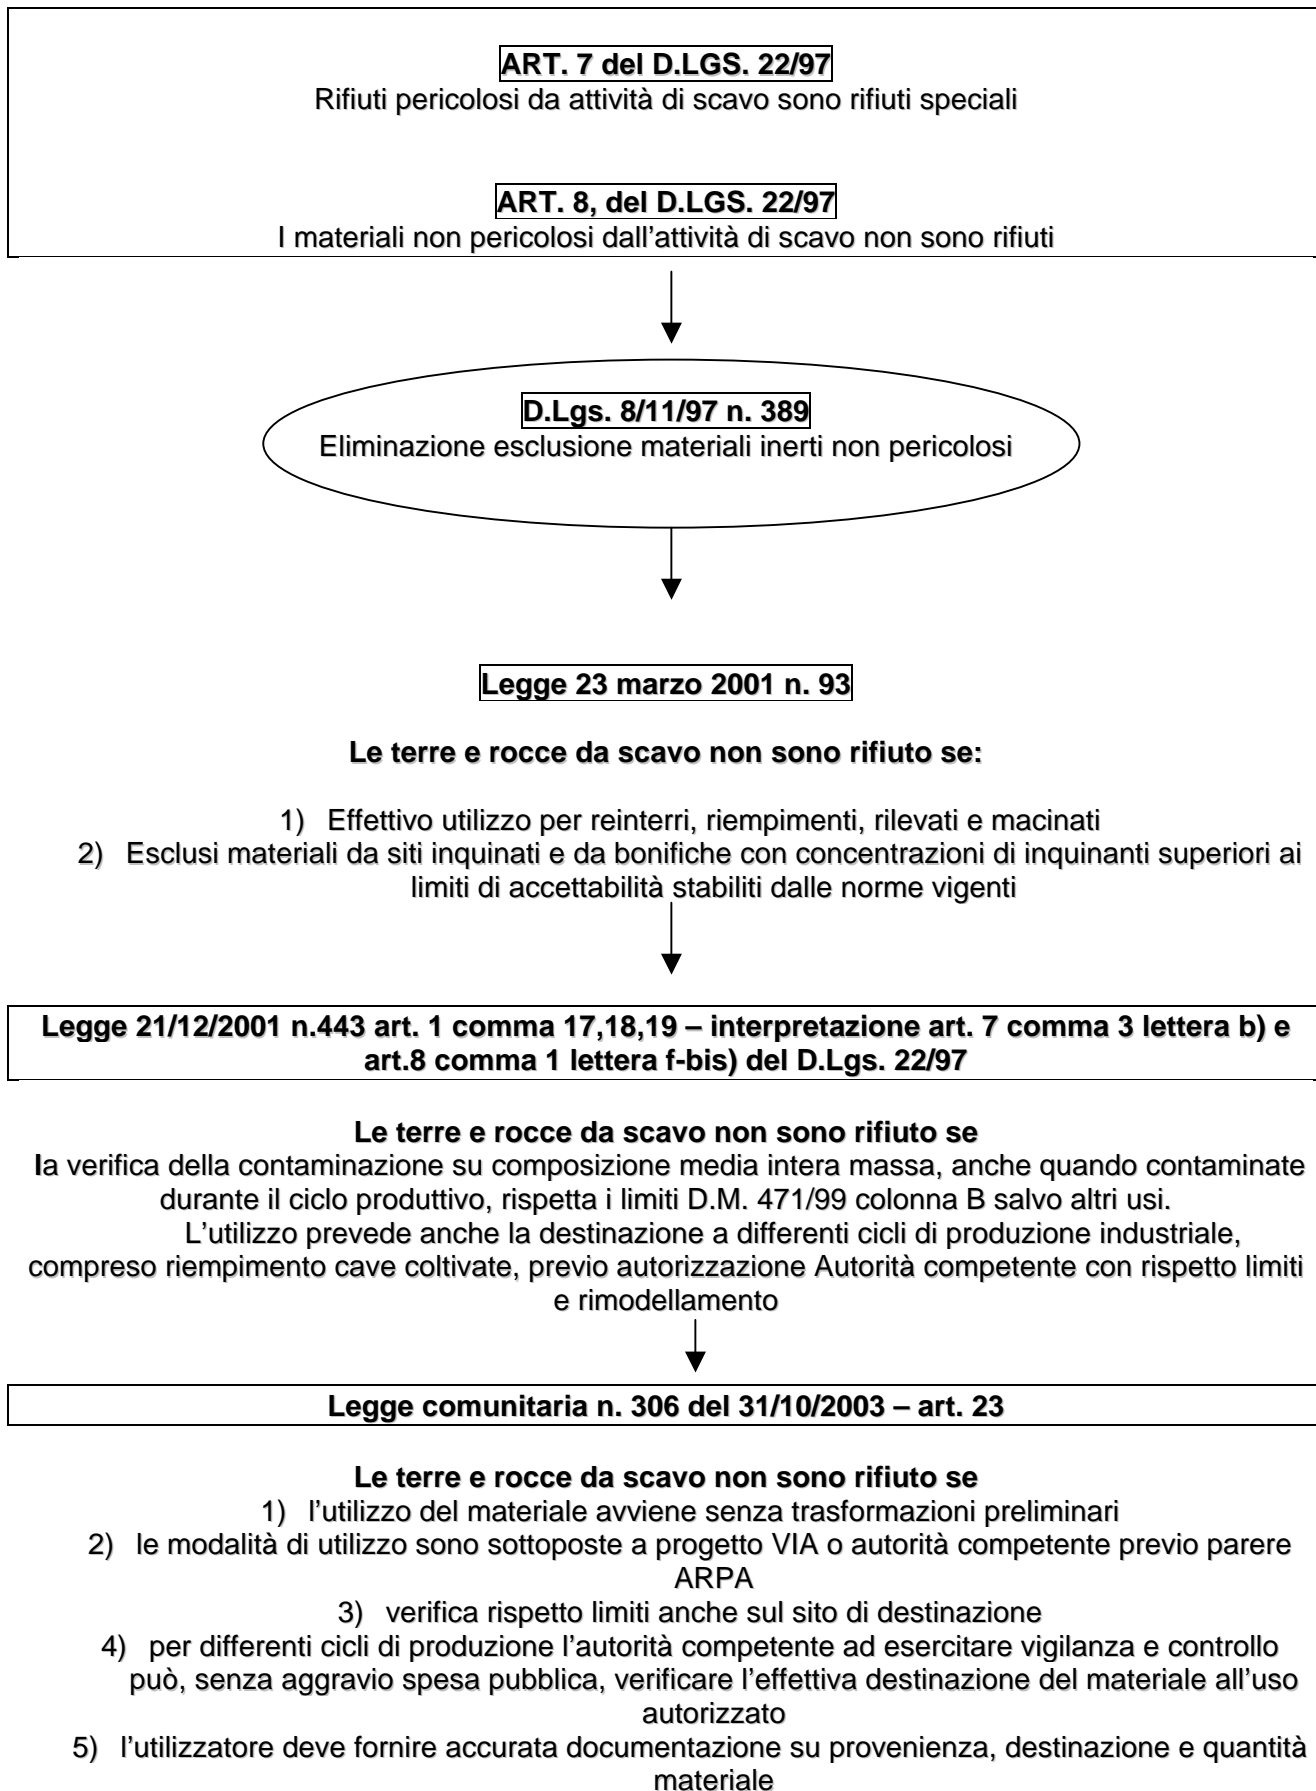 ART. 7 del D.LGS. 22/97
Rifiuti pericolosi da attività di scavo sono rifiuti speciali
ART. 8, del D.LGS. 22/97
I materiali non pericolosi dall’attività di scavo non sono rifiuti
D.Lgs. 8/11/97 n. 389
Eliminazione esclusione materiali inerti non pericolosi
Legge 23 marzo 2001 n. 93
Le terre e rocce da scavo non sono rifiuto se:
1) Effettivo utilizzo per reinterri, riempimenti, rilevati e macinati
2) Esclusi materiali da siti inquinati e da bonifiche con concentrazioni di inquinanti superiori ai
limiti di accettabilità stabiliti dalle norme vigenti
Legge 21/12/2001 n.443 art. 1 comma 17,18,19 – interpretazione art. 7 comma 3 lettera b) e
art.8 comma 1 lettera f-bis) del D.Lgs. 22/97
Le terre e rocce da scavo non sono rifiuto se
la verifica della contaminazione su composizione media intera massa, anche quando contaminate
durante il ciclo produttivo, rispetta i limiti D.M. 471/99 colonna B salvo altri usi.
L’utilizzo prevede anche la destinazione a differenti cicli di produzione industriale,
compreso riempimento cave coltivate, previo autorizzazione Autorità competente con rispetto limiti
e rimodellamento
Legge comunitaria n. 306 del 31/10/2003 – art. 23
Le terre e rocce da scavo non sono rifiuto se
1) l’utilizzo del materiale avviene senza trasformazioni preliminari
2) le modalità di utilizzo sono sottoposte a progetto VIA o autorità competente previo parere
ARPA
3) verifica rispetto limiti anche sul sito di destinazione
4) per differenti cicli di produzione l’autorità competente ad esercitare vigilanza e controllo
può, senza aggravio spesa pubblica, verificare l’effettiva destinazione del materiale all’uso
autorizzato
5) l’utilizzatore deve fornire accurata documentazione su provenienza, destinazione e quantità
materiale